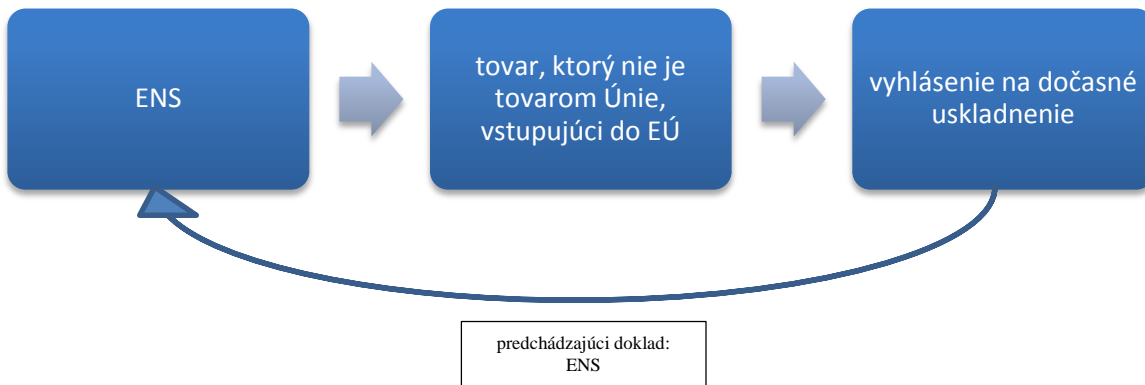 ENS
tovar, ktorý nie je
tovarom Únie,
vstupujúci do EÚ
vyhlásenie na dočasné
uskladnenie
predchádzajúci doklad:
ENS